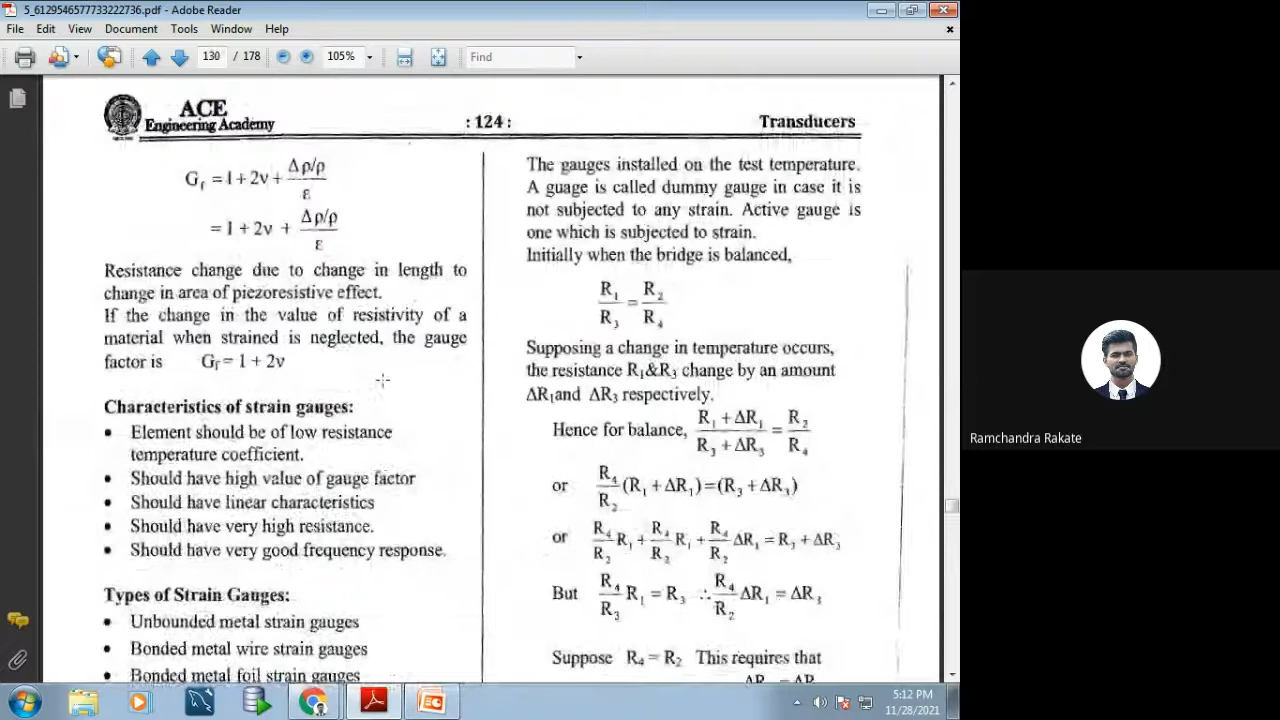 5_6129546577733222736.pdf - Adobe Reader
File Edit View Document Tools Window Help
130 / 178 105% Find
ACE
Engineering Academy
: 124 :
Transducers
G_f = 1 + 2ν + Δρ/ρ / ε
= 1 + 2ν + Δρ/ρ / ε
Resistance change due to change in length to
change in area of piezoresistive effect.
If the change in the value of resistivity of a
material when strained is neglected, the gauge
factor is G_f = 1 + 2ν
Characteristics of strain gauges:
• Element should be of low resistance
temperature coefficient.
• Should have high value of gauge factor
• Should have linear characteristics
• Should have very high resistance.
• Should have very good frequency response.
Types of Strain Gauges:
• Unbounded metal strain gauges
• Bonded metal wire strain gauges
• Bonded metal foil strain gauges
The gauges installed on the test temperature.
A guage is called dummy gauge in case it is
not subjected to any strain. Active gauge is
one which is subjected to strain.
Initially when the bridge is balanced,
R₁/R₃ = R₂/R₄
Supposing a change in temperature occurs,
the resistance R₁&R₃ change by an amount
ΔR₁and ΔR₃ respectively.
Hence for balance, (R₁ + ΔR₁)/(R₃ + ΔR₃) = R₂/R₄
or R₄/R₂ (R₁ + ΔR₁) = (R₃ + ΔR₃)
or R₄/R₂ R₁ + R₄/R₂ R₁ + R₄/R₂ ΔR₁ = R₃ + ΔR₃
But R₄/R₃ R₁ = R₃ ∴ R₄/R₂ ΔR₁ = ΔR₃
Suppose R₄ = R₂ This requires that
Ramchandra Rakate
5:12 PM
11/28/2021